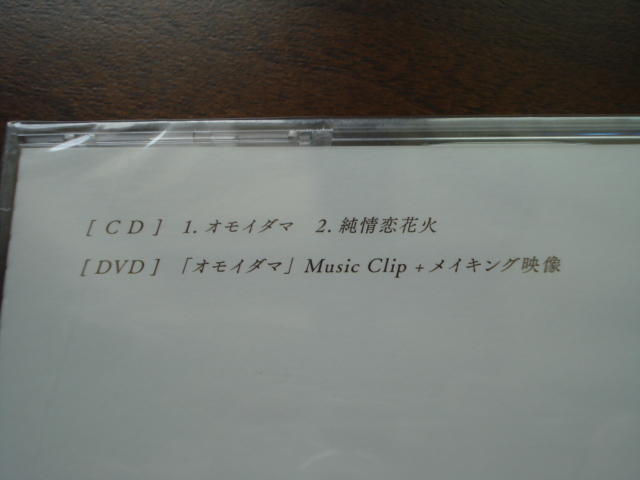 [ CD ] 1. オモイダマ 2. 純情恋花火
[ DVD ] 「オモイダマ」 Music Clip + メイキング映像